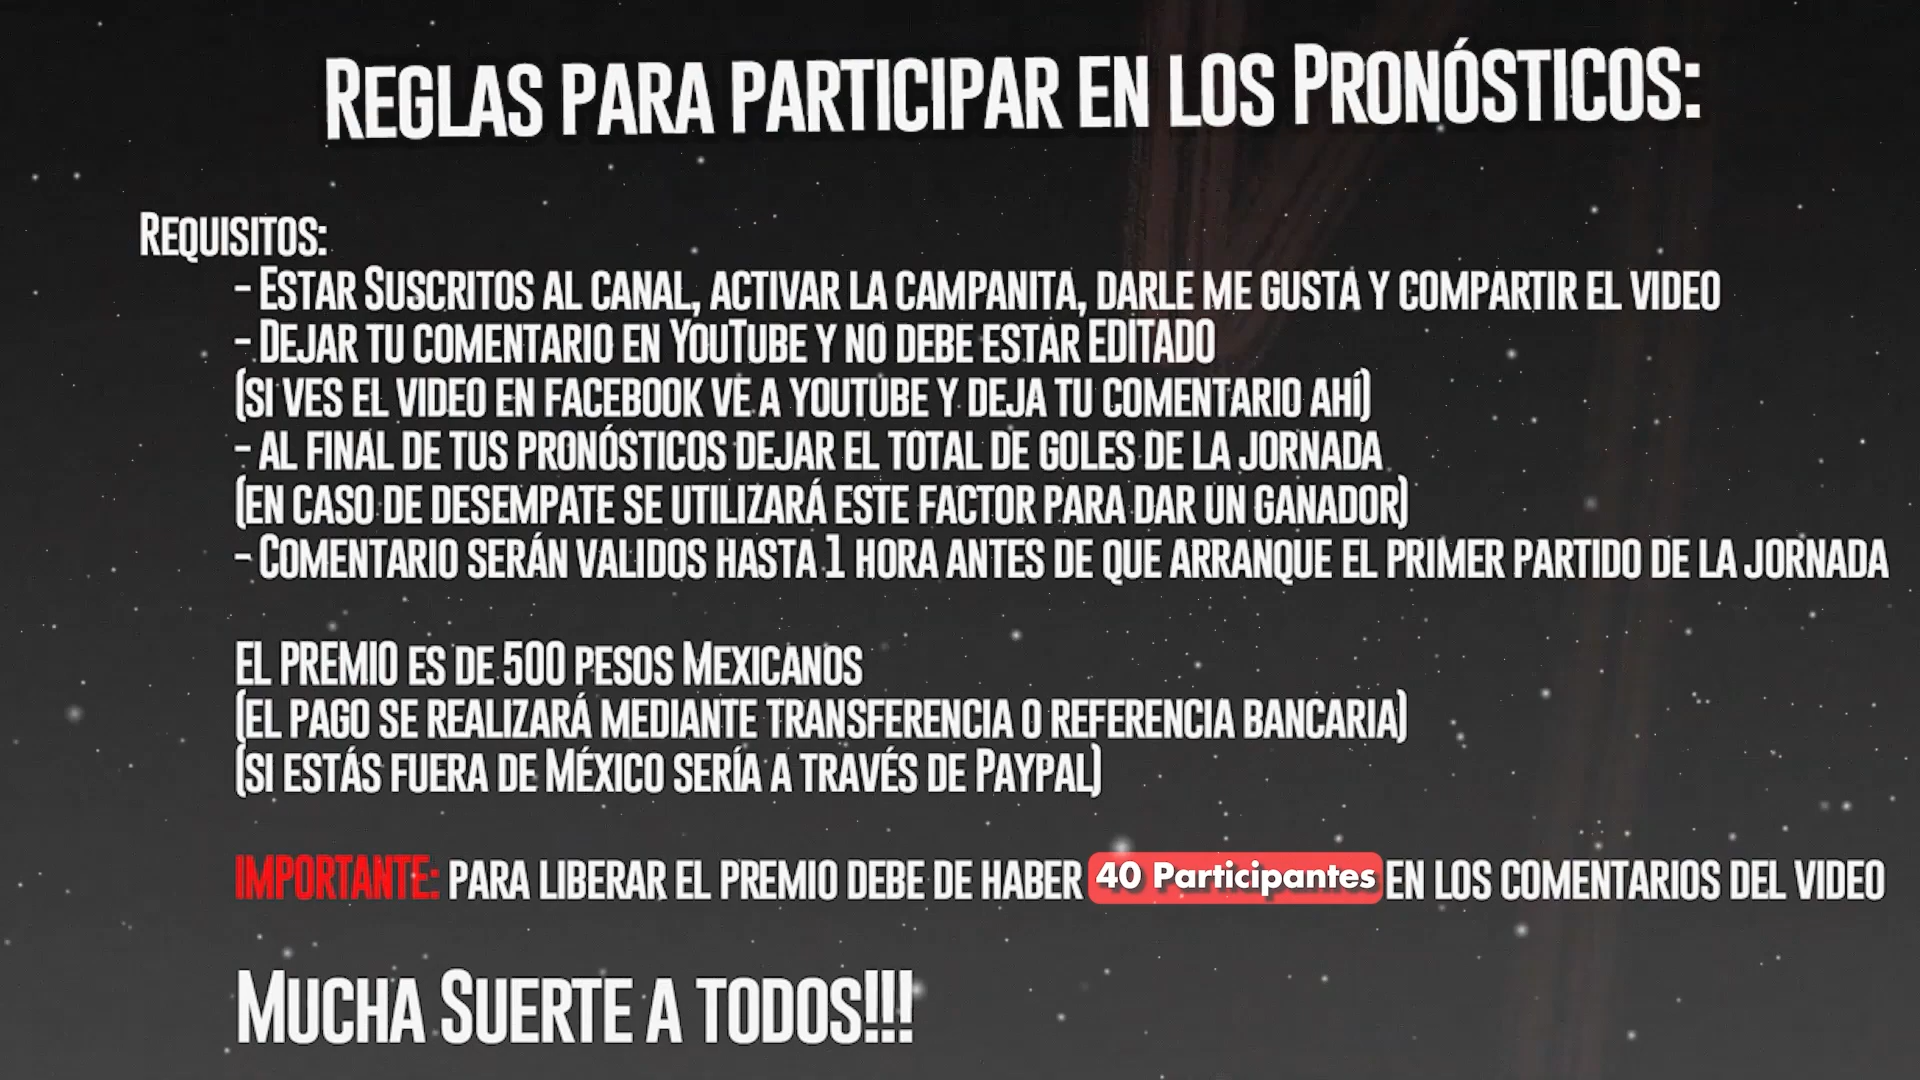 Reglas para participar en los Pronósticos:
Requisitos:
- Estar Suscritos al canal, activar la campanita, darle me gusta y compartir el video
- Dejar tu comentario en YouTube y no debe estar EDITADO
(si ves el video en facebook ve a youtube y deja tu comentario ahí)
- al final de tus pronósticos dejar el total de goles de la jornada
(en caso de desempate se utilizará este factor para dar un ganador)
- Comentario serán validos hasta 1 hora antes de que arranque el primer partido de la jornada
EL PREMIO es de 500 pesos Mexicanos
(el pago se realizará mediante transferencia o referencia bancaria)
(si estás fuera de México sería a través de Paypal)
IMPORTANTE: para liberar el premio debe de haber 40 Participantes en los comentarios del video
Mucha Suerte a todos!!!